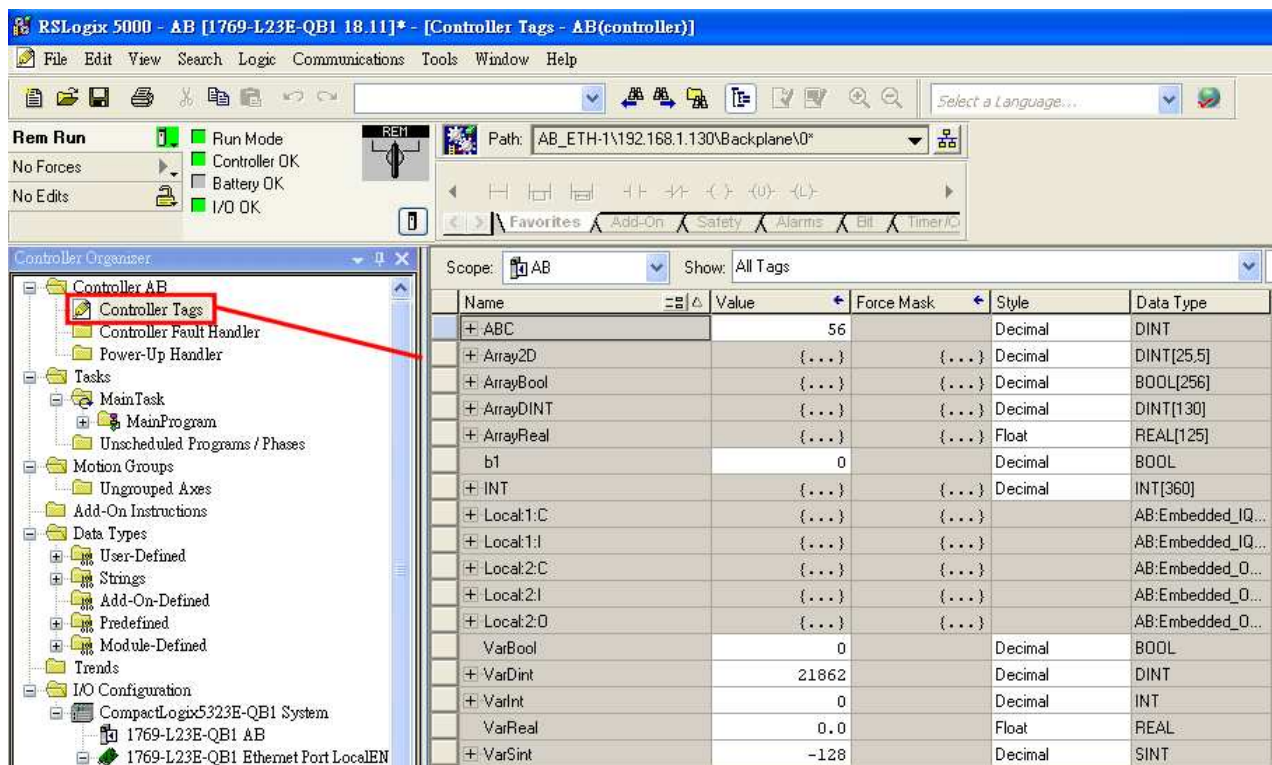 RSLogix 5000 - AB [1769-L23E-QB1 18.11]* - [Controller Tags - AB(controller)]
File Edit View Search Logic Communications Tools Window Help
Select a Language...
Rem Run
No Forces
No Edits
Run Mode
Controller OK
Battery OK
I/O OK
REM
Path: AB_ETH-1\192.168.1.130\Backplane\0*
Favorites Add-On Safety Alarms Bit Timer/C
Controller Organizer
Controller AB
Controller Tags
Controller Fault Handler
Power-Up Handler
Tasks
MainTask
MainProgram
Unscheduled Programs / Phases
Motion Groups
Ungrouped Axes
Add-On Instructions
Data Types
User-Defined
Strings
Add-On-Defined
Predefined
Module-Defined
Trends
I/O Configuration
CompactLogix5323E-QB1 System
1769-L23E-QB1 AB
1769-L23E-QB1 Ethernet Port LocalEN
Scope: AB Show: All Tags
Name Value Force Mask Style Data Type
ABC 56 Decimal DINT
Array2D {...} {...} Decimal DINT[25,5]
ArrayBool {...} {...} Decimal BOOL[256]
ArrayDINT {...} {...} Decimal DINT[130]
ArrayReal {...} {...} Float REAL[125]
b1 0 Decimal BOOL
INT {...} {...} Decimal INT[360]
Local:1:C {...} {...} AB:Embedded_IQ...
Local:1:I {...} {...} AB:Embedded_IQ...
Local:2:C {...} {...} AB:Embedded_O...
Local:2:I {...} {...} AB:Embedded_O...
Local:2:O {...} {...} AB:Embedded_O...
VarBool 0 Decimal BOOL
VarDint 21862 Decimal DINT
VarInt 0 Decimal INT
VarReal 0.0 Float REAL
VarSint -128 Decimal SINT